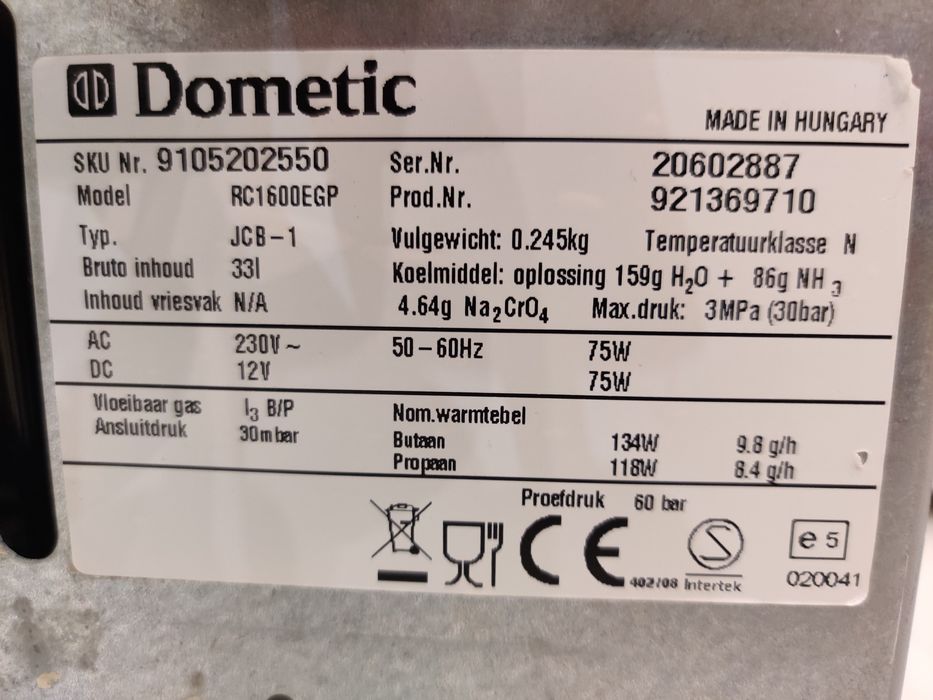 Dometic
MADE IN HUNGARY
SKU Nr. 9105202550 Ser.Nr. 20602887
Model RC1600EGP Prod.Nr. 921369710
Typ. JCB-1 Vulgewicht: 0.245kg Temperatuurklasse N
Bruto inhoud 33l Koelmiddel: oplossing 159g H₂O + 86g NH₃
Inhoud vriesvak N/A 4.64g Na₂CrO₄ Max.druk: 3MPa (30bar)
AC 230V ~ 50-60Hz 75W
DC 12V 75W
Vloeibaar gas I₃ B/P Nom.warmtebel
Ansluitdruk 30mbar Butaan 134W 9.8 g/h
Propaan 118W 8.4 g/h
Proefdruk 60 bar
CE 402/08 Intertek e5
020041